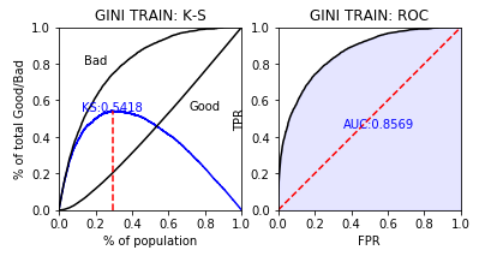 GINI TRAIN: K-S
1.0
0.8
0.6
0.4
0.2
0.0
% of total Good/Bad
Bad
KS:0.5418
Good
0.0 0.2 0.4 0.6 0.8 1.0
% of population
GINI TRAIN: ROC
1.0
0.8
0.6
0.4
0.2
0.0
TPR
AUC:0.8569
0.0 0.2 0.4 0.6 0.8 1.0
FPR